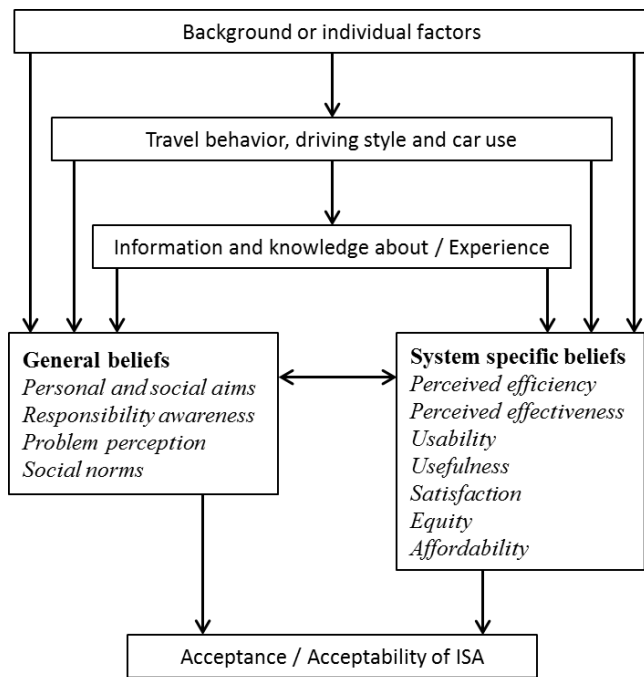 Background or individual factors
Travel behavior, driving style and car use
Information and knowledge about / Experience
General beliefs
Personal and social aims
Responsibility awareness
Problem perception
Social norms
System specific beliefs
Perceived efficiency
Perceived effectiveness
Usability
Usefulness
Satisfaction
Equity
Affordability
Acceptance / Acceptability of ISA